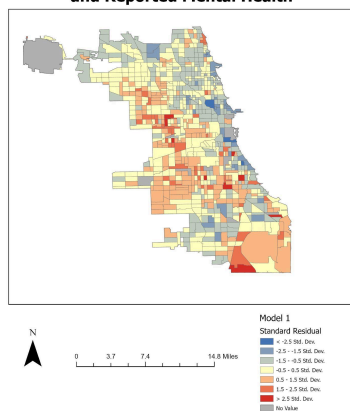 and Reported Mental Health
N
0 3.7 7.4 14.8 Miles
Model 1
Standard Residual
< -2.5 Std. Dev.
-2.5 - -1.5 Std. Dev.
-1.5 - -0.5 Std. Dev.
-0.5 - 0.5 Std. Dev.
0.5 - 1.5 Std. Dev.
1.5 - 2.5 Std. Dev.
> 2.5 Std. Dev.
No Value